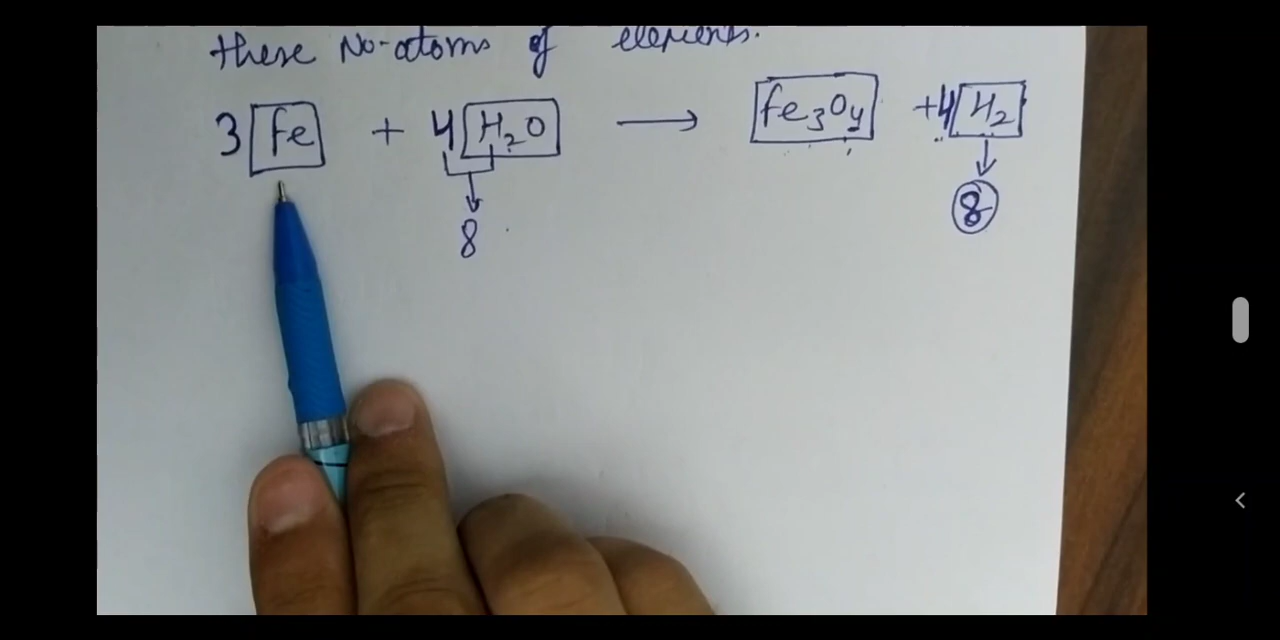 these No-atoms of elements.
3 Fe + 4 H₂O → Fe₃O₄ + 4 H₂
8 8